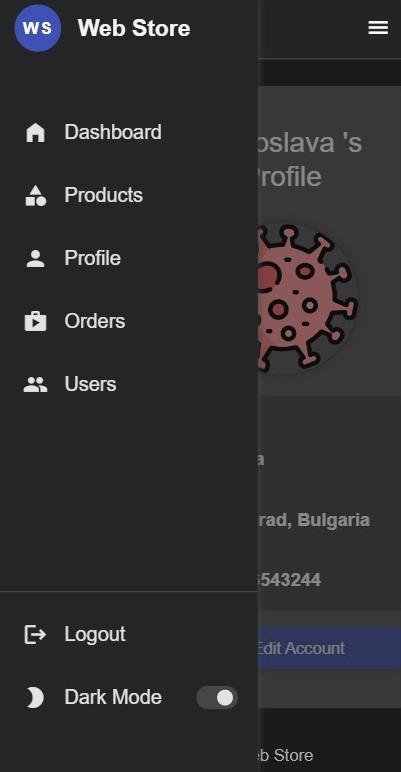 WS Web Store
Dashboard
Products
Profile
Orders
Users
Logout
Dark Mode
oslava 's
rofile
a
rad, Bulgaria
543244
Edit Account
eb Store